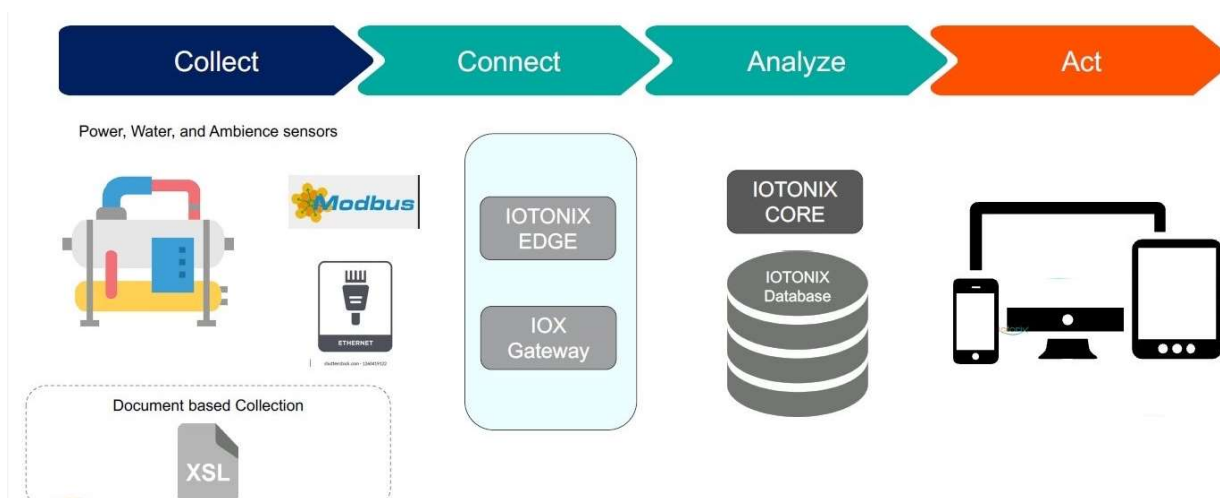 Collect
Connect
Analyze
Act
Power, Water, and Ambience sensors
Modbus
ETHERNET
Document based Collection
XSL
IOTONIX
EDGE
IOX
Gateway
IOTONIX
CORE
IOTONIX
Database